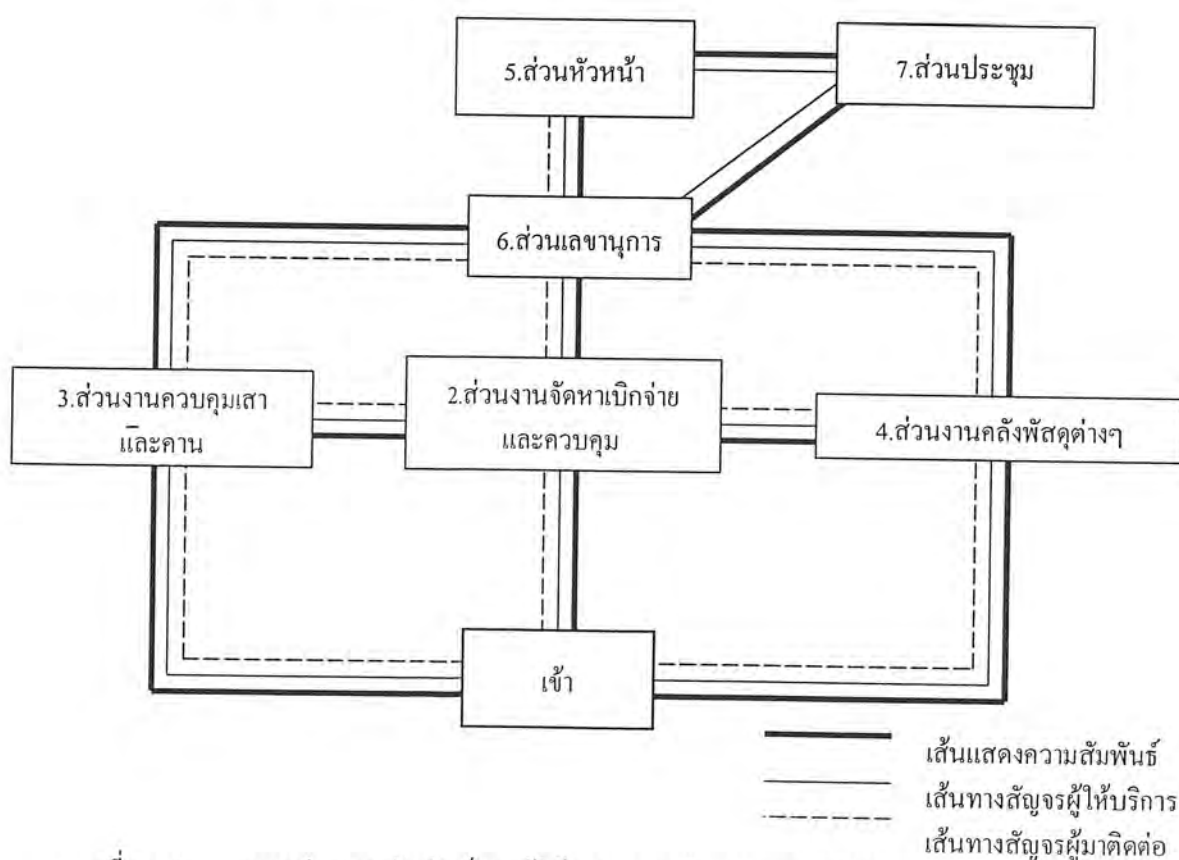 5.ส่วนหัวหน้า
7.ส่วนประชุม
6.ส่วนเลขานุการ
3.ส่วนงานควบคุมเสา
และคาน
2.ส่วนงานจัดหาเบิกจ่าย
และควบคุม
4.ส่วนงานคลังพัสดุต่างๆ
เข้า
เส้นแสดงความสัมพันธ์
เส้นทางสัญจรผู้ให้บริการ
เส้นทางสัญจรผู้มาติดต่อ